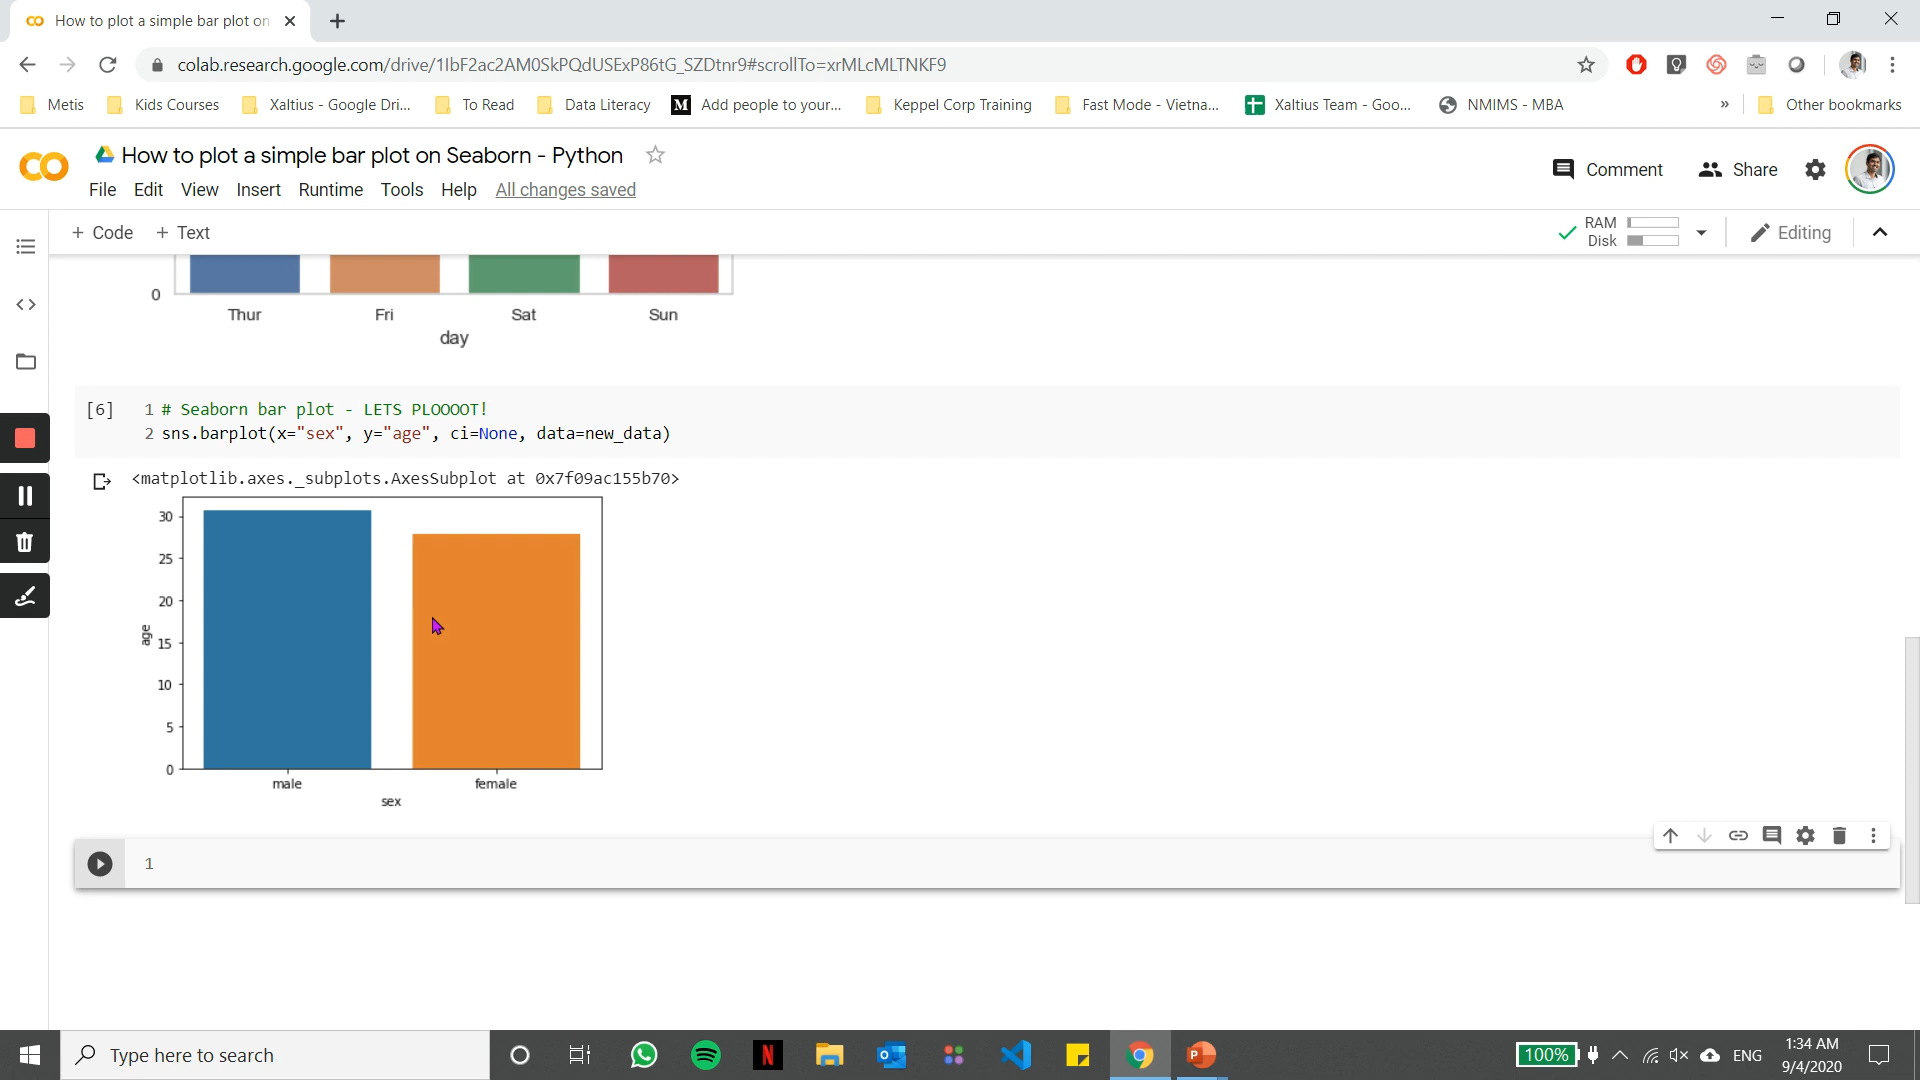 How to plot a simple bar plot on
colab.research.google.com/drive/1IbF2ac2AM0SkPQdUSExP86tG_SZDtnr9#scrollTo=xrMLcMLTNKF9
Metis
Kids Courses
Xaltius - Google Dri...
To Read
Data Literacy
M
Add people to your...
Keppel Corp Training
Fast Mode - Vietna...
Xaltius Team - Goo...
NMIMS - MBA
»
Other bookmarks
How to plot a simple bar plot on Seaborn - Python
Comment
Share
File Edit View Insert Runtime Tools Help All changes saved
+ Code + Text
RAM
Disk
Editing
0
Thur Fri Sat Sun
day
[6]
1 # Seaborn bar plot - LETS PLOOOOT!
2 sns.barplot(x="sex", y="age", ci=None, data=new_data)
<matplotlib.axes._subplots.AxesSubplot at 0x7f09ac155b70>
30
25
20
age
15
10
5
0
male female
sex
1
Type here to search
N
P
100%
ENG
1:34 AM
9/4/2020